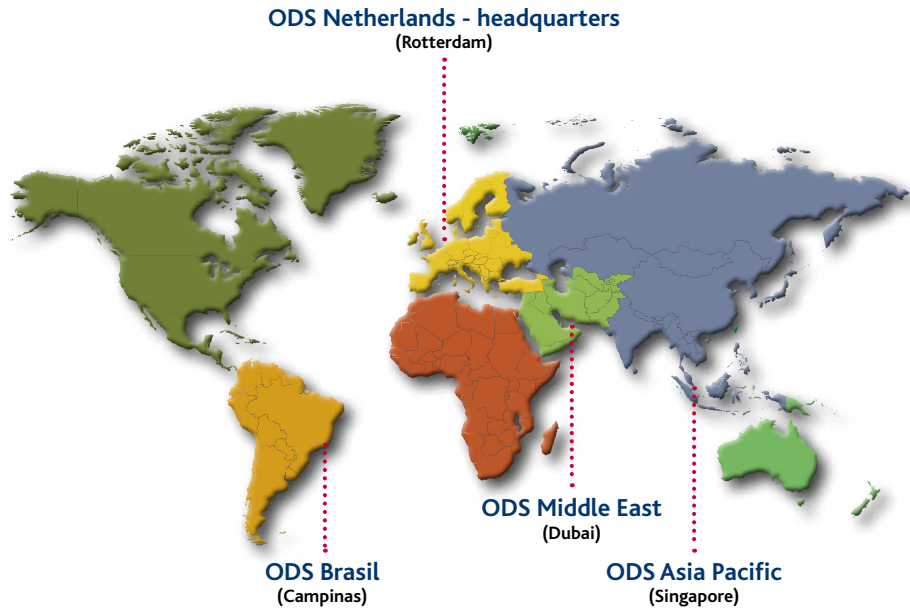 ODS Netherlands - headquarters
(Rotterdam)
ODS Middle East
(Dubai)
ODS Brasil
(Campinas)
ODS Asia Pacific
(Singapore)